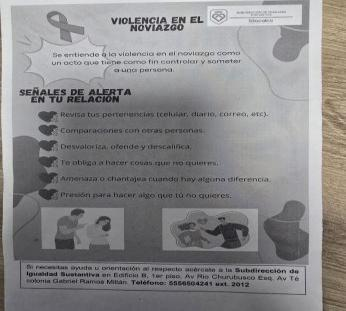 VIOLENCIA EN EL
NOVIAZGO
Iztacalco
Se entiende a la violencia en el noviazgo como
un acto que tiene como fin controlar y someter
a una persona.
SEÑALES DE ALERTA
EN TU RELACIÓN
Revisa tus pertenencias (celular, diario, correo, etc).
Comparaciones con otras personas.
Desvaloriza, ofende y descalifica.
Te obliga a hacer cosas que no quieres.
Amenaza o chantajea cuando hay alguna diferencia.
Presión para hacer algo que tú no quieres.
Si necesitas ayuda u orientación al respecto acércate a la Subdirección de
Igualdad Sustantiva en Edificio B, 1er piso. Av Río Churubusco Esq. Av Té
colonia Gabriel Ramos Millán. Teléfono: 5556504241 ext. 2012